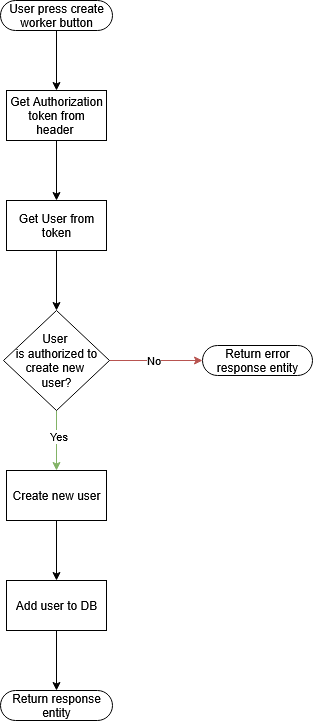 User press create
worker button
Get Authorization
token from
header
Get User from
token
User
is authorized to
create new
user?
No
Return error
response entity
Yes
Create new user
Add user to DB
Return response
entity